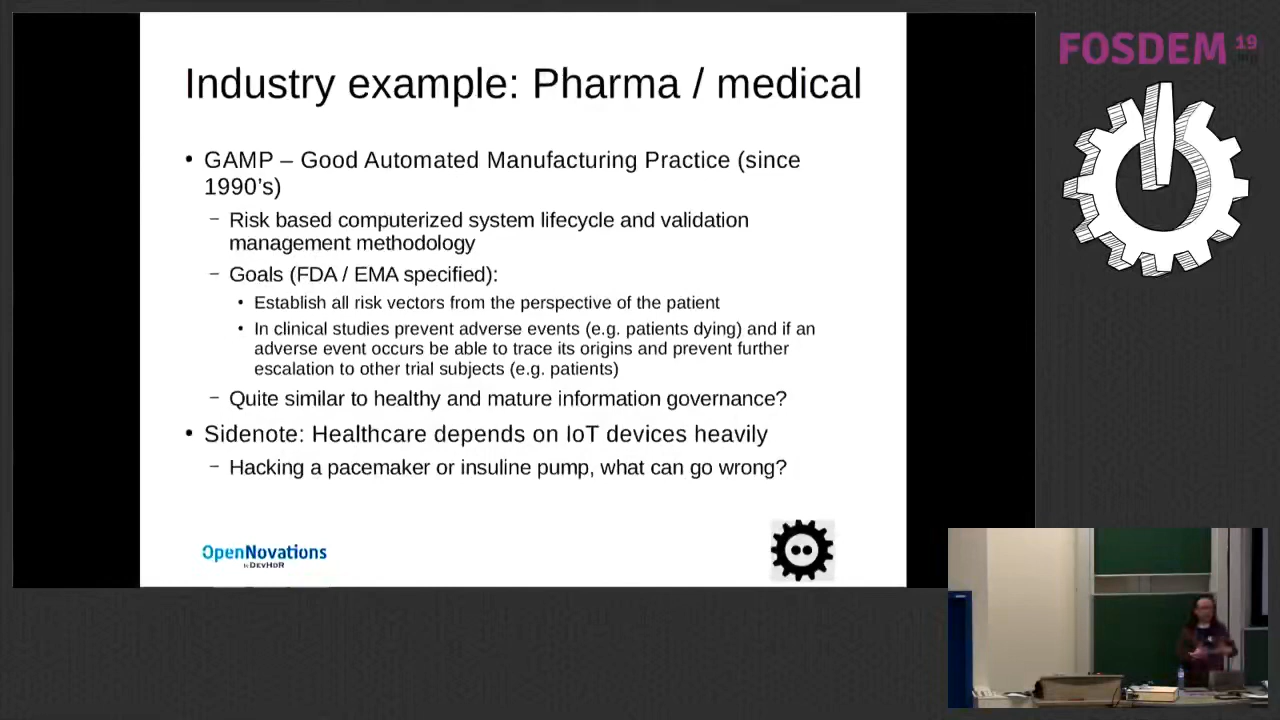 Industry example: Pharma / medical
• GAMP – Good Automated Manufacturing Practice (since
1990's)
– Risk based computerized system lifecycle and validation
management methodology
– Goals (FDA / EMA specified):
• Establish all risk vectors from the perspective of the patient
• In clinical studies prevent adverse events (e.g. patients dying) and if an
adverse event occurs be able to trace its origins and prevent further
escalation to other trial subjects (e.g. patients)
– Quite similar to healthy and mature information governance?
• Sidenote: Healthcare depends on IoT devices heavily
– Hacking a pacemaker or insuline pump, what can go wrong?
OpenNovations
by DEVHDR
FOSDEM 19